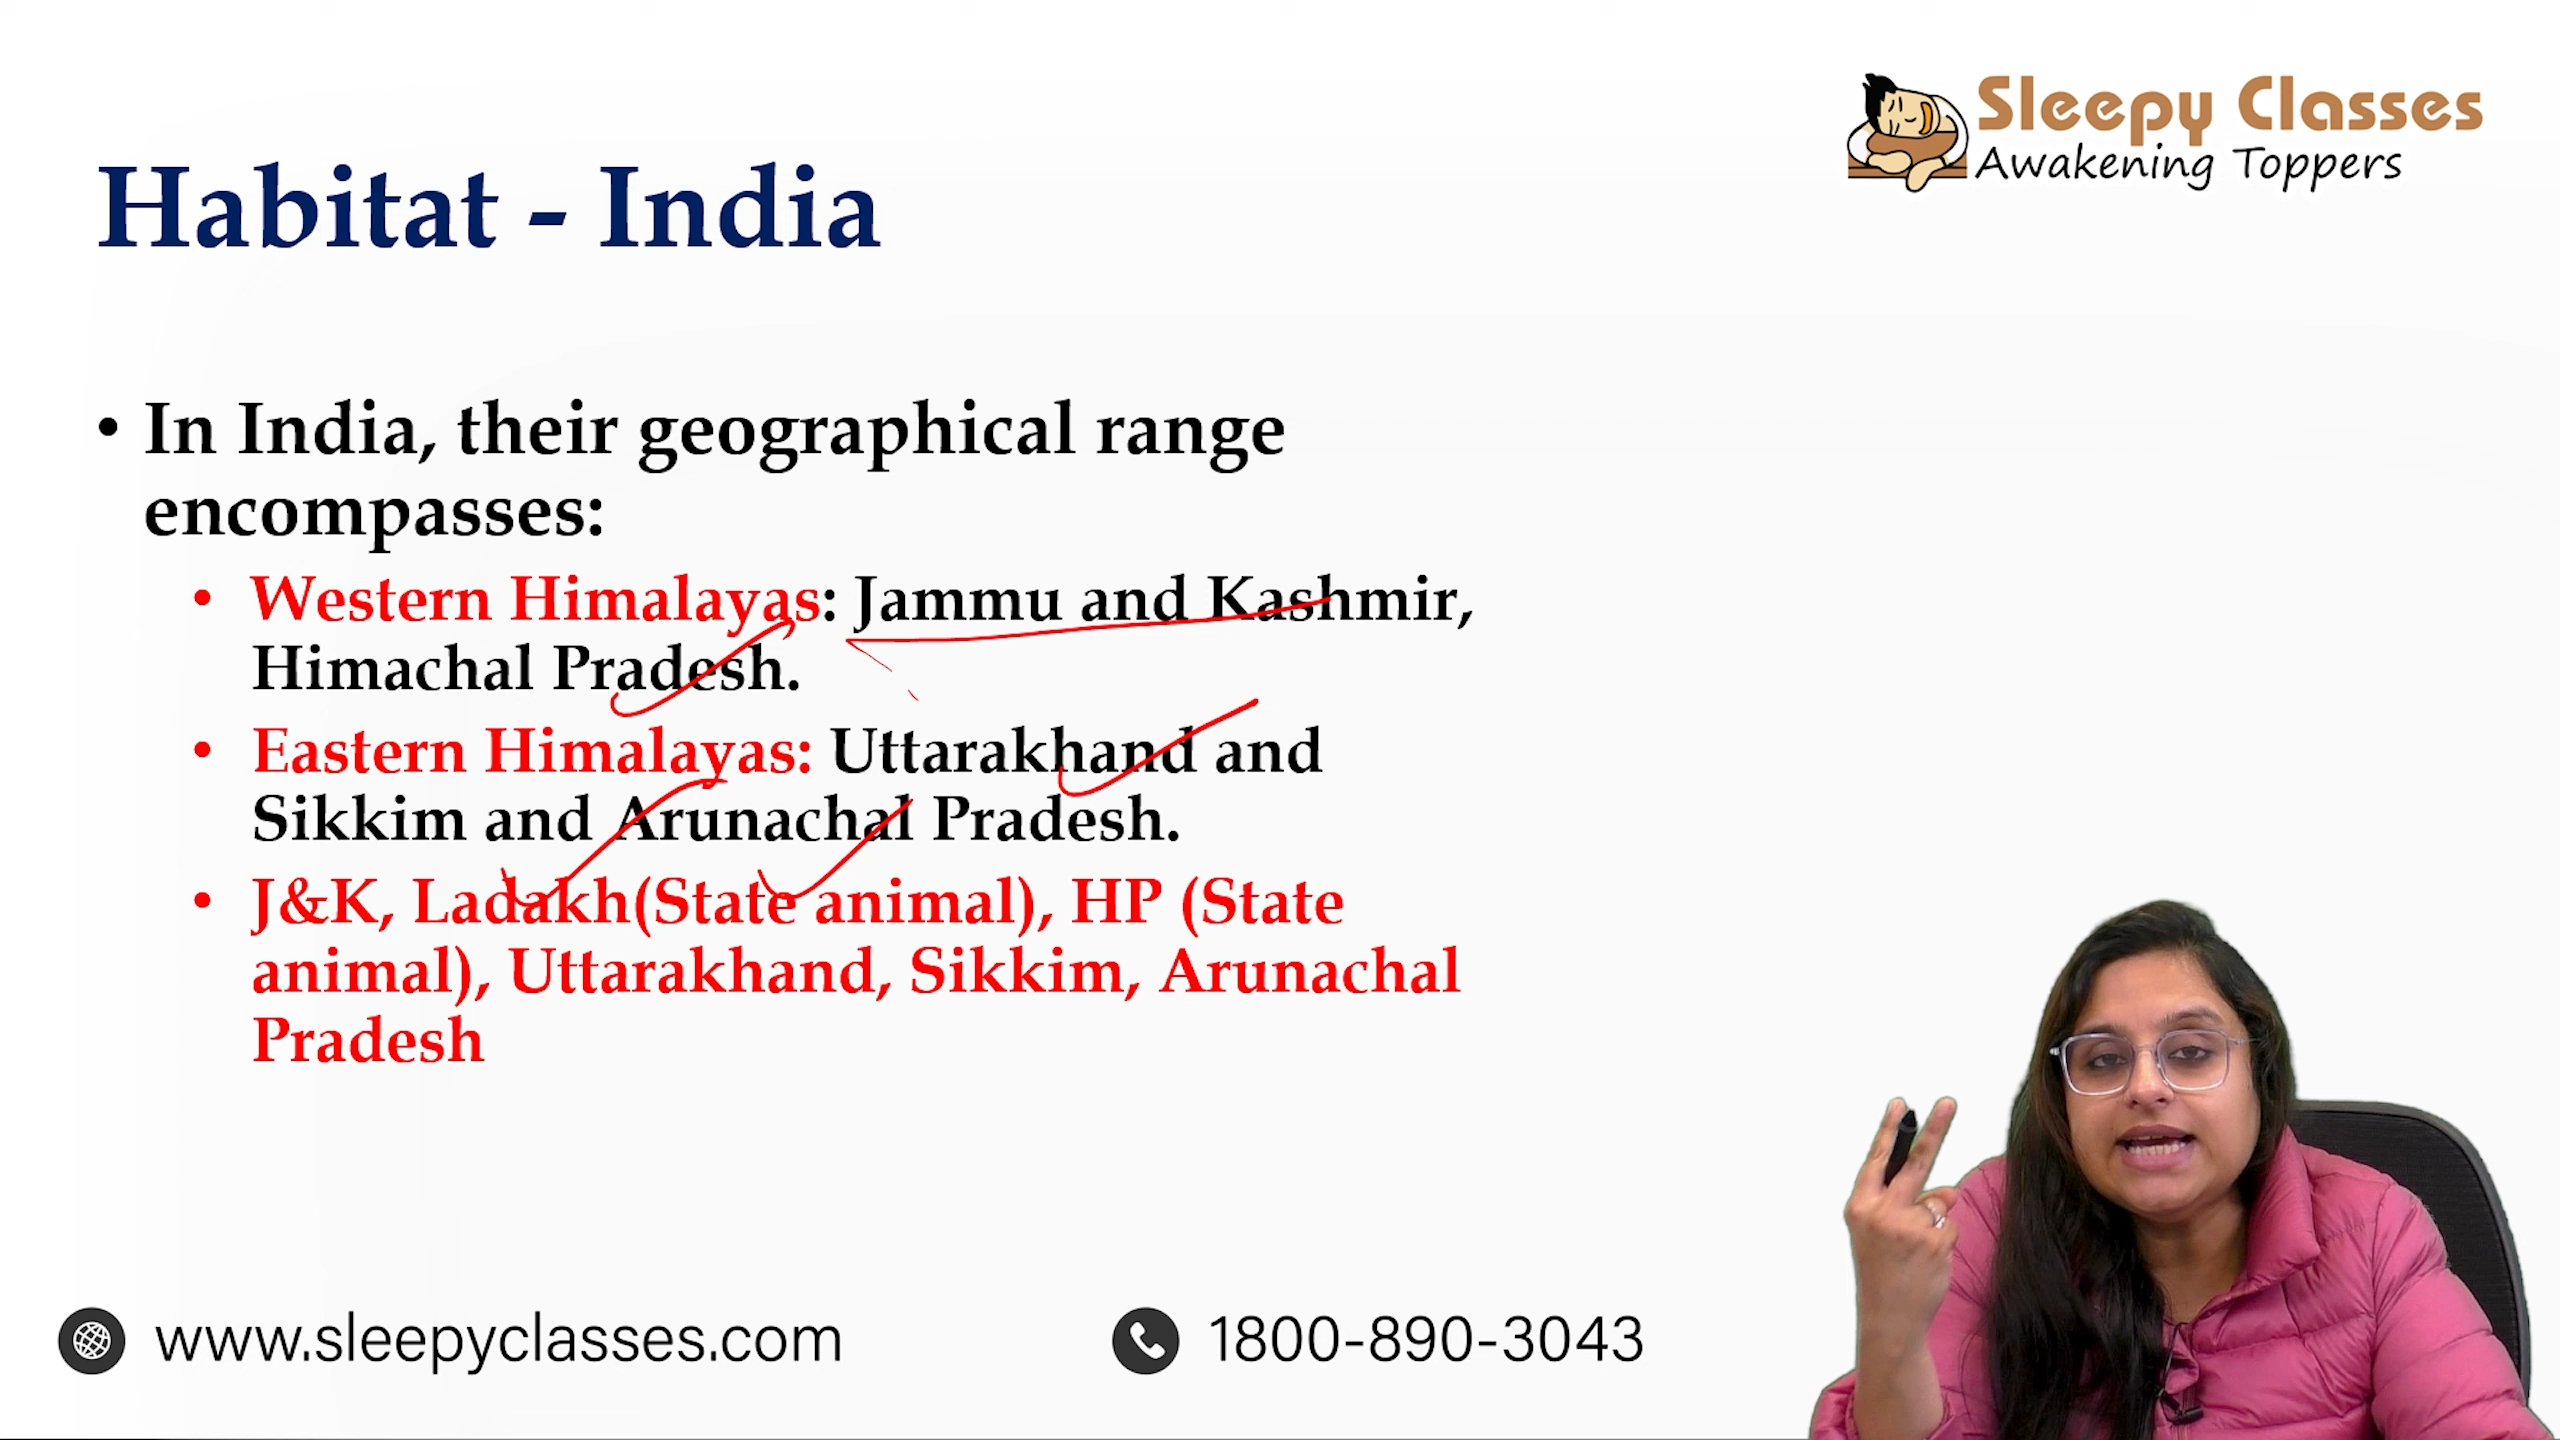 Sleepy Classes
Awakening Toppers
Habitat - India
• In India, their geographical range
encompasses:
• Western Himalayas: Jammu and Kashmir,
Himachal Pradesh.
• Eastern Himalayas: Uttarakhand and
Sikkim and Arunachal Pradesh.
• J&K, Ladakh(State animal), HP (State
animal), Uttarakhand, Sikkim, Arunachal
Pradesh
www.sleepyclasses.com
1800-890-3043